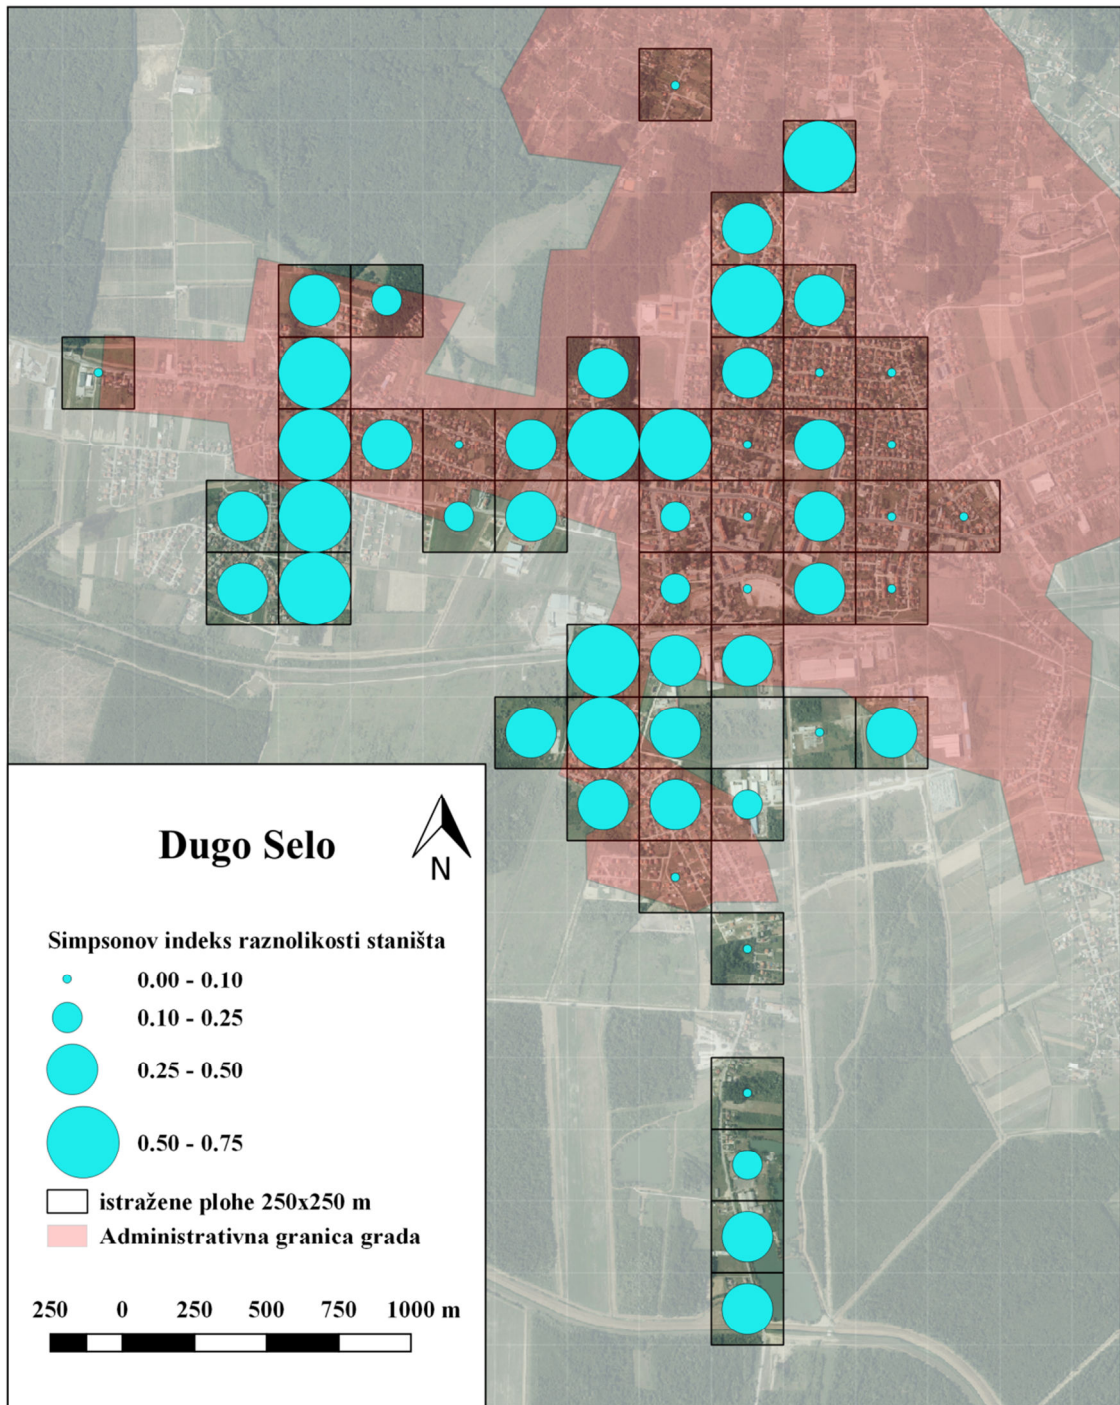 Dugo Selo
N
Simpsonov indeks raznolikosti staništa
0.00 - 0.10
0.10 - 0.25
0.25 - 0.50
0.50 - 0.75
istražene plohe 250x250 m
Administrativna granica grada
250 0 250 500 750 1000 m